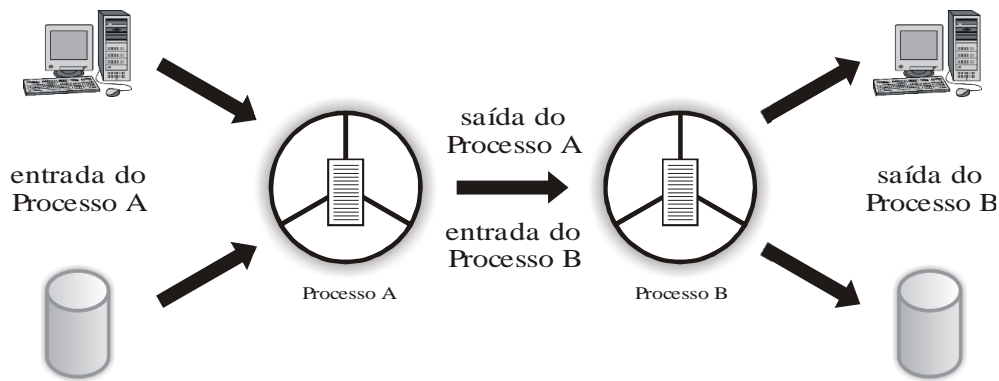 entrada do
Processo A
Processo A
saída do
Processo A
entrada do
Processo B
Processo B
saída do
Processo B